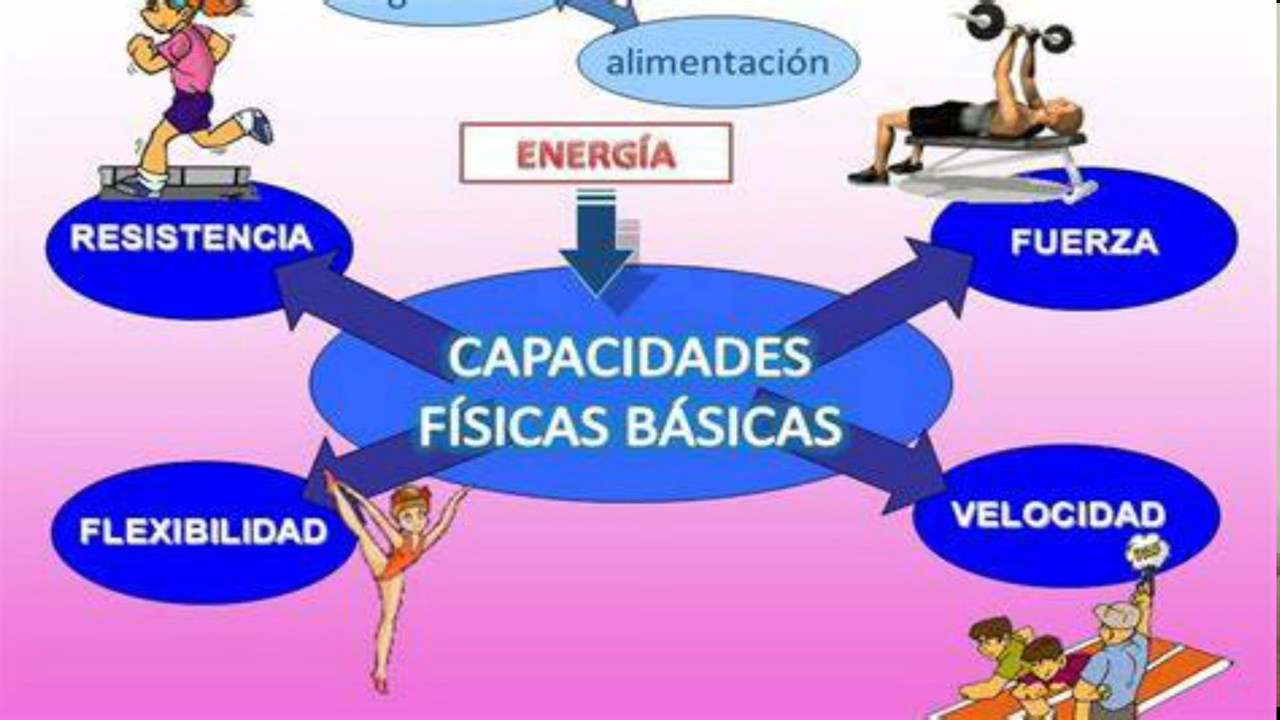 alimentación
ENERGÍA
RESISTENCIA
FUERZA
CAPACIDADES
FÍSICAS BÁSICAS
FLEXIBILIDAD
VELOCIDAD